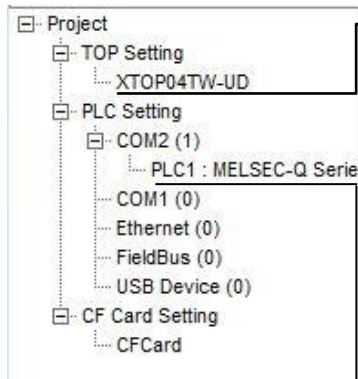 Project
TOP Setting
XTOP04TW-UD
PLC Setting
COM2 (1)
PLC1 : MELSEC-Q Serie
COM1 (0)
Ethernet (0)
FieldBus (0)
USB Device (0)
CF Card Setting
CFCard